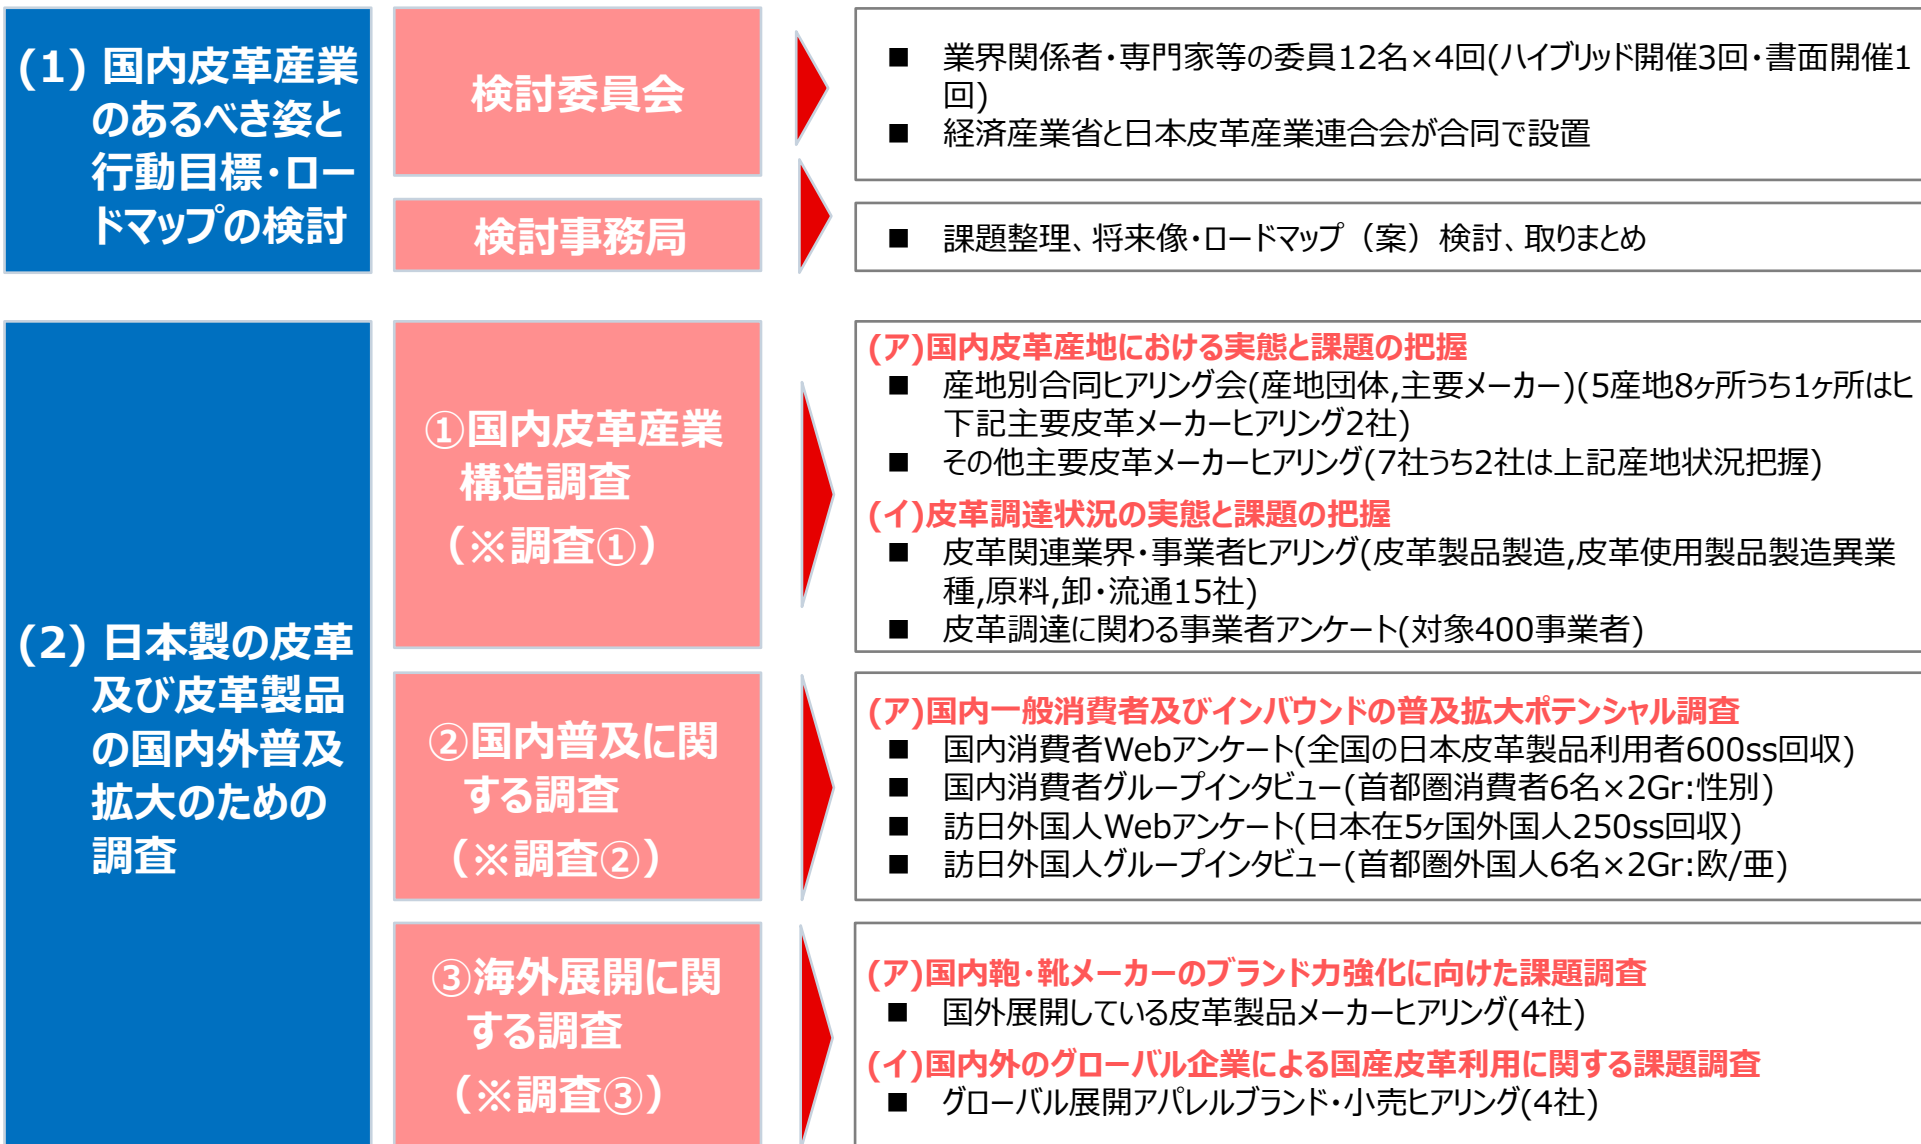 (1) 国内皮革産業
のあるべき姿と
行動目標・ロー
ドマップの検討
検討委員会
■ 業界関係者・専門家等の委員12名×4回(ハイブリッド開催3回・書面開催1
回)
■ 経済産業省と日本皮革産業連合会が合同で設置
検討事務局
■ 課題整理、将来像・ロードマップ（案）検討、取りまとめ
(2) 日本製の皮革
及び皮革製品
の国内外普及
拡大のための
調査
①国内皮革産業
構造調査
（※調査①）
(ア)国内皮革産地における実態と課題の把握
■ 産地別合同ヒアリング会(産地団体,主要メーカー)(5産地8ヶ所うち1ヶ所はヒ
下記主要皮革メーカーヒアリング2社)
■ その他主要皮革メーカーヒアリング(7社うち2社は上記産地状況把握)
(イ)皮革調達状況の実態と課題の把握
■ 皮革関連業界・事業者ヒアリング(皮革製品製造,皮革使用製品製造異業
種,原料,卸・流通15社)
■ 皮革調達に関わる事業者アンケート(対象400事業者)
②国内普及に関
する調査
（※調査②）
(ア)国内一般消費者及びインバウンドの普及拡大ポテンシャル調査
■ 国内消費者Webアンケート(全国の日本皮革製品利用者600ss回収)
■ 国内消費者グループインタビュー(首都圏消費者6名×2Gr:性別)
■ 訪日外国人Webアンケート(日本在5ヶ国外国人250ss回収)
■ 訪日外国人グループインタビュー(首都圏外国人6名×2Gr:欧/亜)
③海外展開に関
する調査
（※調査③）
(ア)国内鞄・靴メーカーのブランド力強化に向けた課題調査
■ 国外展開している皮革製品メーカーヒアリング(4社)
(イ)国内外のグローバル企業による国産皮革利用に関する課題調査
■ グローバル展開アパレルブランド・小売ヒアリング(4社)